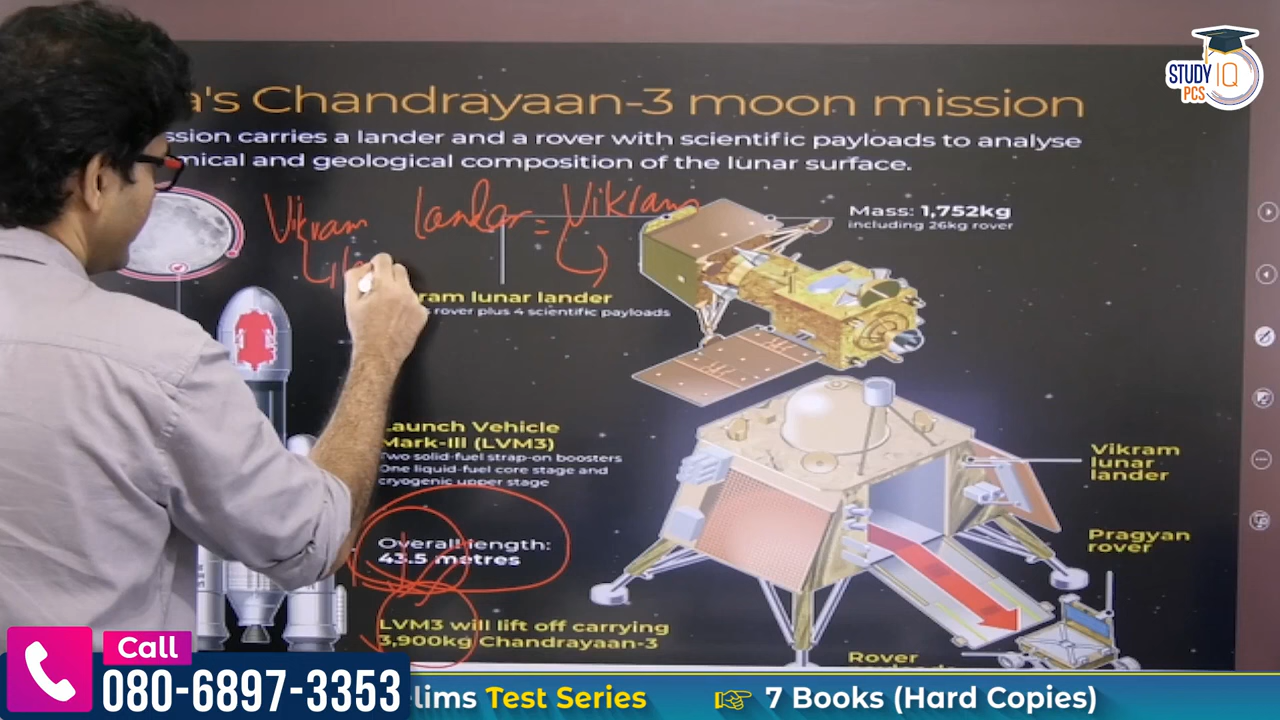 STUDY IQ
PCS
a's Chandrayaan-3 moon mission
ssion carries a lander and a rover with scientific payloads to analyse
mical and geological composition of the lunar surface.
Vikram lander = Vikram
Mass: 1,752kg
including 26kg rover
ram lunar lander
s rover plus 4 scientific payloads
Launch Vehicle
Mark-III (LVM3)
Two solid-fuel strap-on boosters
One liquid-fuel core stage and
cryogenic upper stage
Vikram
lunar
lander
Pragyan
rover
Overall length:
43.5 metres
LVM3 will lift off carrying
3,900kg Chandrayaan-3
Rover
Call
080-6897-3353
elims Test Series
7 Books (Hard Copies)